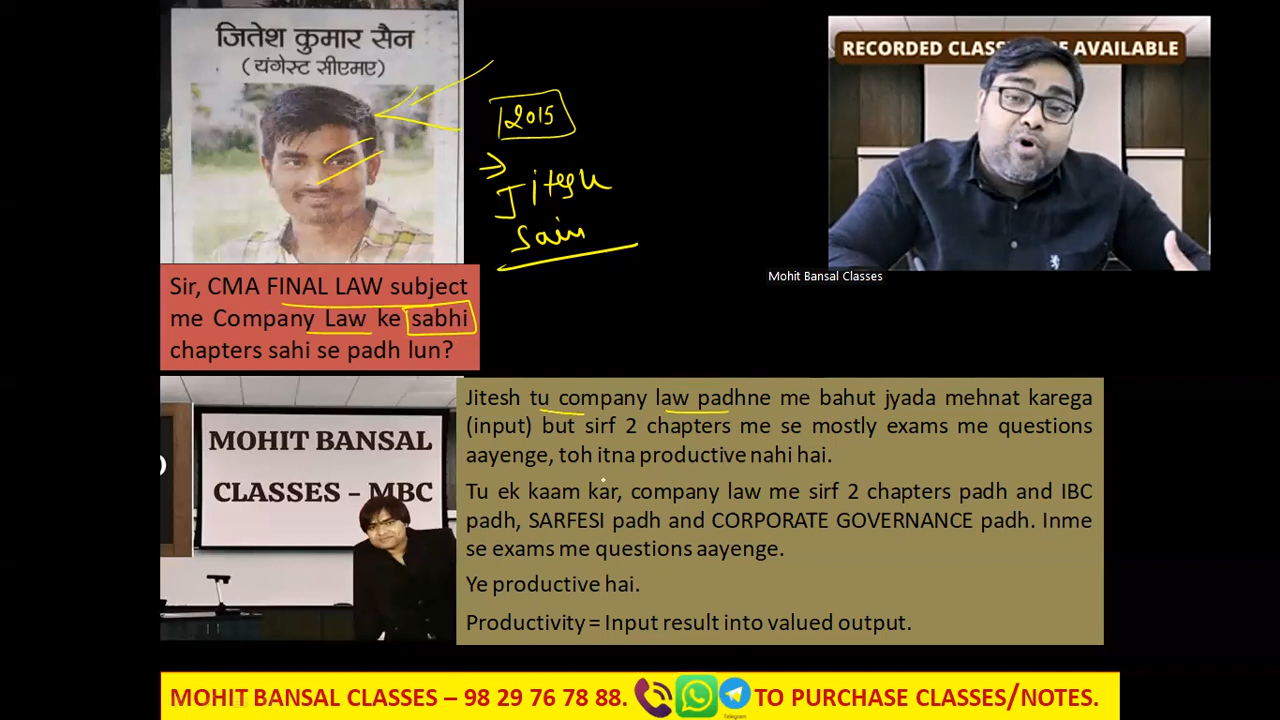 जितेश कुमार सैन
(यंगेस्ट सीएमए)
2015
Jitesh
Sain
RECORDED CLASS E AVAILABLE
Mohit Bansal Classes
Sir, CMA FINAL LAW subject
me Company Law ke sabhi
chapters sahi se padh lun?
MOHIT BANSAL
CLASSES – MBC
Jitesh tu company law padhne me bahut jyada mehnat karega
(input) but sirf 2 chapters me se mostly exams me questions
aayenge, toh itna productive nahi hai.
Tu ek kaam kar, company law me sirf 2 chapters padh and IBC
padh, SARFESI padh and CORPORATE GOVERNANCE padh. Inme
se exams me questions aayenge.
Ye productive hai.
Productivity = Input result into valued output.
MOHIT BANSAL CLASSES – 98 29 76 78 88. TO PURCHASE CLASSES/NOTES.
Telegram